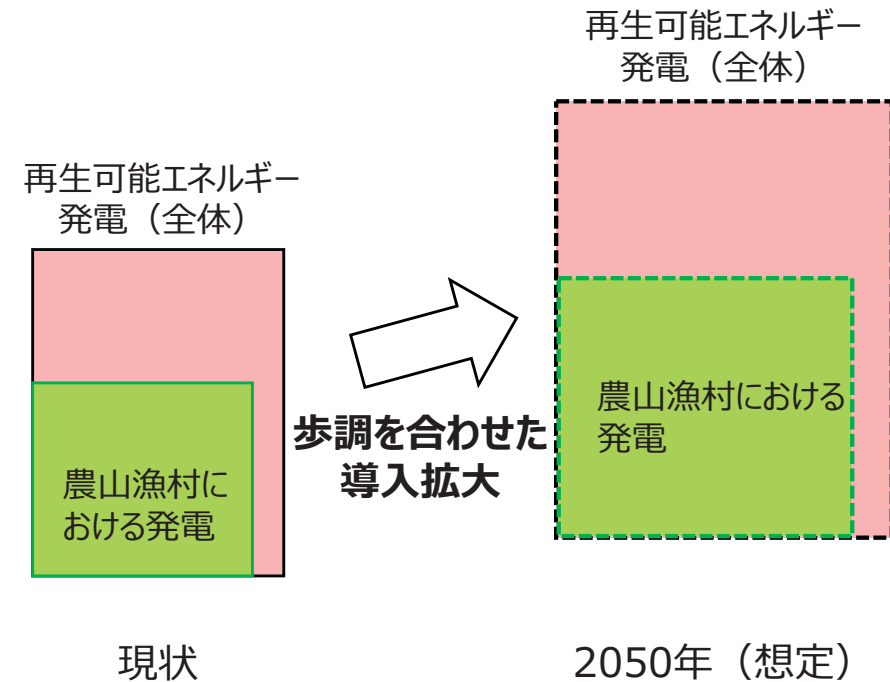 再生可能エネルギー
発電（全体）
農山漁村に
おける発電
現状
歩調を合わせた
導入拡大
再生可能エネルギー
発電（全体）
農山漁村における
発電
2050年（想定）